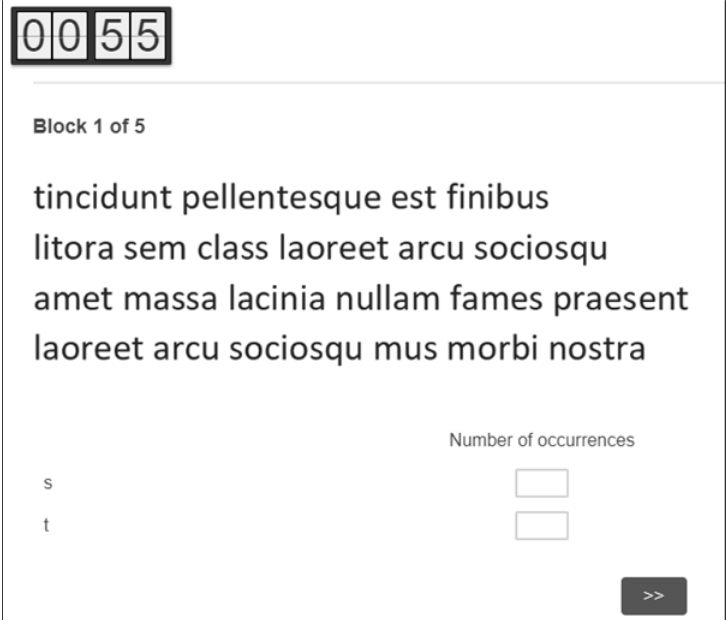 0055
Block 1 of 5
tincidunt pellentesque est finibus
litora sem class laoreet arcu sociosqu
amet massa lacinia nullam fames praesent
laoreet arcu sociosqu mus morbi nostra
Number of occurrences
s
t
>>